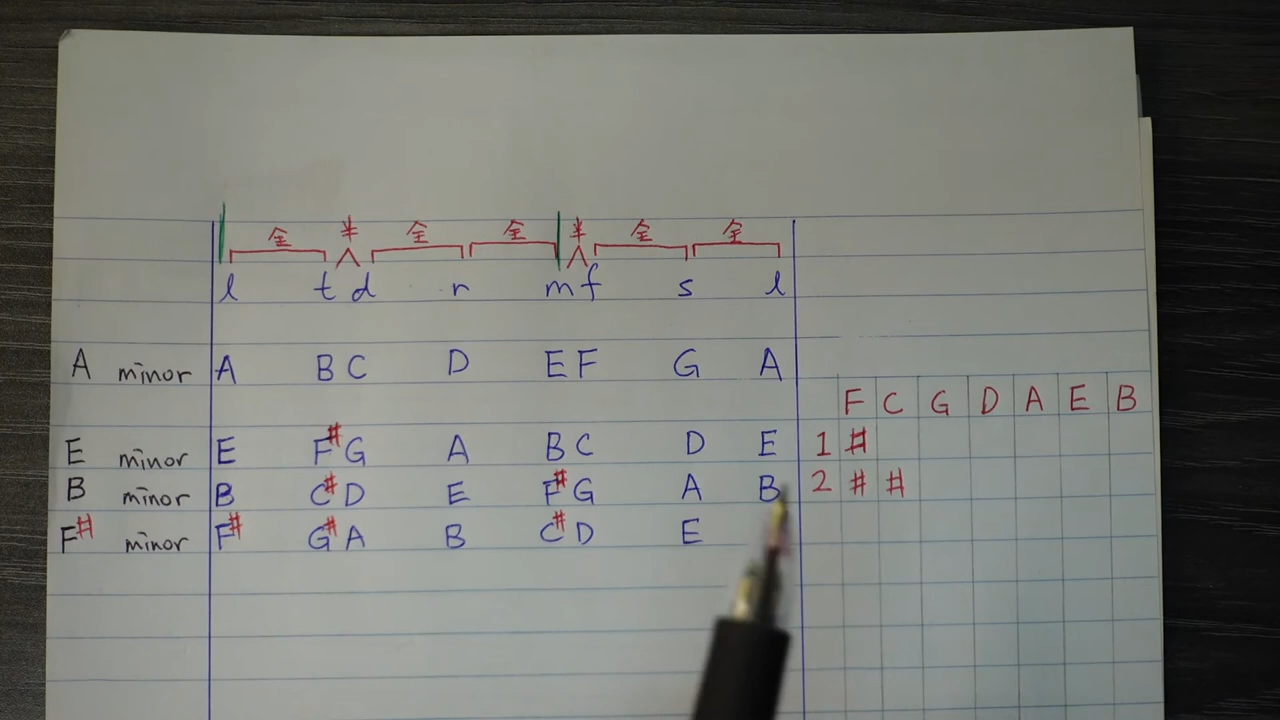 全 半 全 全 半 全 全
l t d r m f s l
A minor A B C D E F G A
F C G D A E B
E minor E F# G A B C D E 1 #
B minor B C# D E F# G A B 2 # #
F# minor F# G# A B C# D E